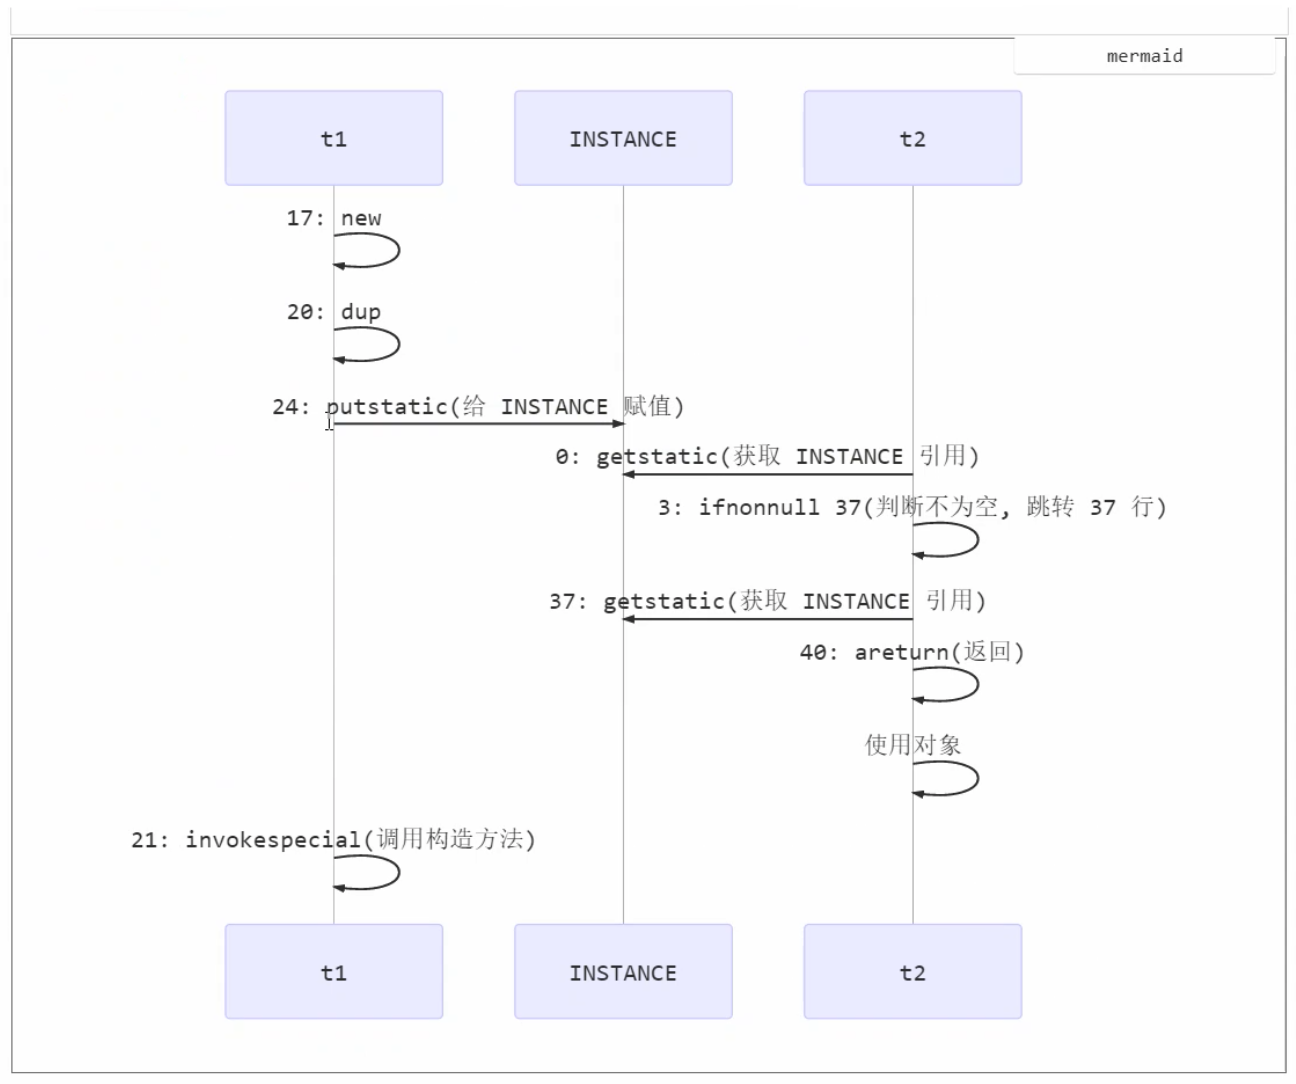 mermaid
t1
INSTANCE
t2
17: new
20: dup
24: putstatic(给 INSTANCE 赋值)
0: getstatic(获取 INSTANCE 引用)
3: ifnonnull 37(判断不为空, 跳转 37 行)
37: getstatic(获取 INSTANCE 引用)
40: areturn(返回)
使用对象
21: invokespecial(调用构造方法)
t1
INSTANCE
t2